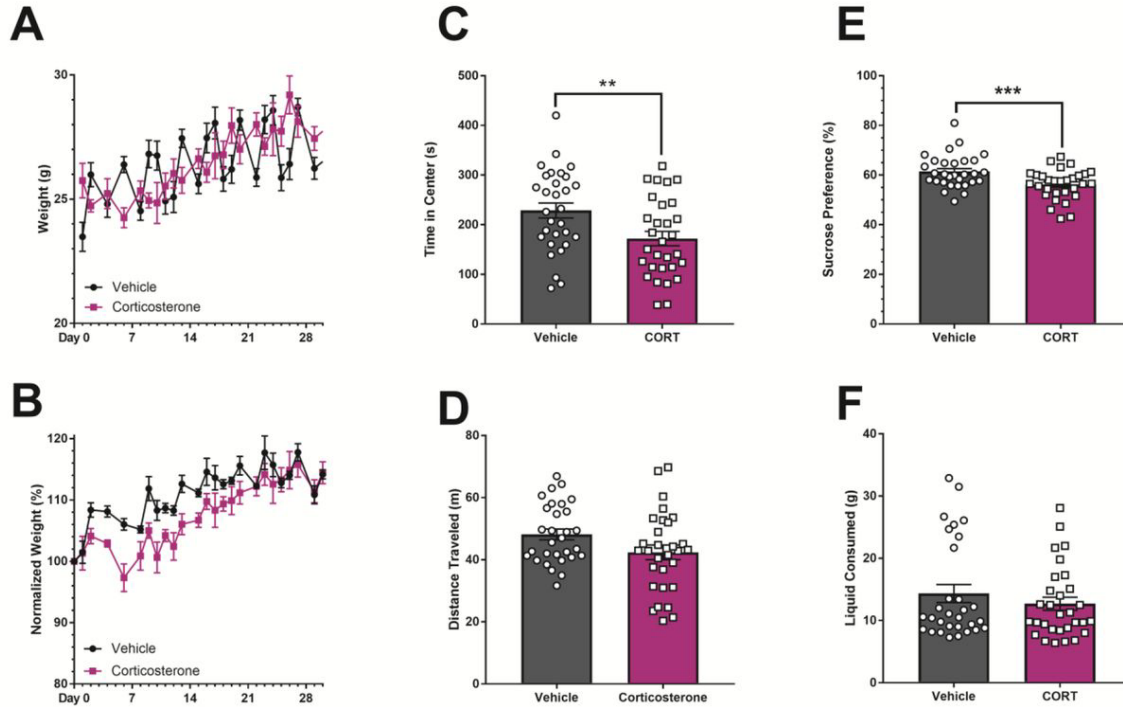 A
Weight (g)
30
25
20
Vehicle
Corticosterone
Day 0 7 14 21 28
B
Normalized Weight (%)
120
110
100
90
80
Vehicle
Corticosterone
Day 0 7 14 21 28
C
Time in Center (s)
500
400
300
200
100
0
**
Vehicle CORT
D
Distance Traveled (m)
80
60
40
20
0
Vehicle Corticosterone
E
Sucrose Preference (%)
100
80
60
40
20
0
***
Vehicle CORT
F
Liquid Consumed (g)
40
30
20
10
0
Vehicle CORT